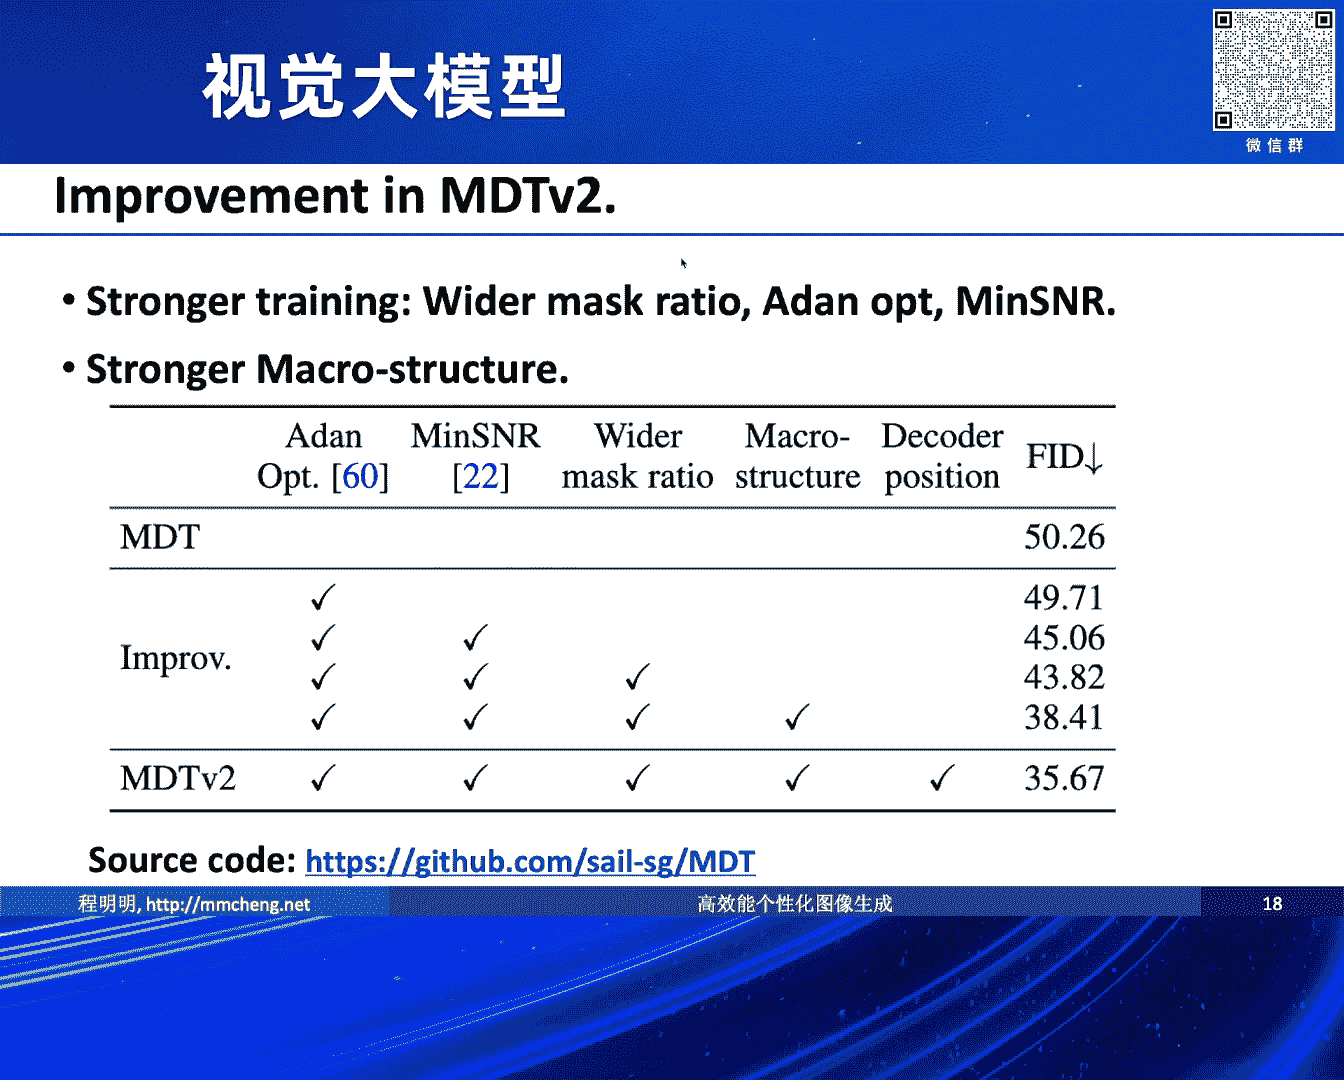 视觉大模型
微信群
Improvement in MDTv2.
• Stronger training: Wider mask ratio, Adan opt, MinSNR.
• Stronger Macro-structure.
Adan MinSNR Wider Macro- Decoder FID↓
Opt. [60] [22] mask ratio structure position
MDT 50.26
✓ 49.71
✓ ✓ 45.06
Improv.
✓ ✓ ✓ 43.82
✓ ✓ ✓ ✓ 38.41
MDTv2 ✓ ✓ ✓ ✓ ✓ 35.67
Source code: https://github.com/sail-sg/MDT
程明明, http://mmcheng.net 高效能个性化图像生成 18